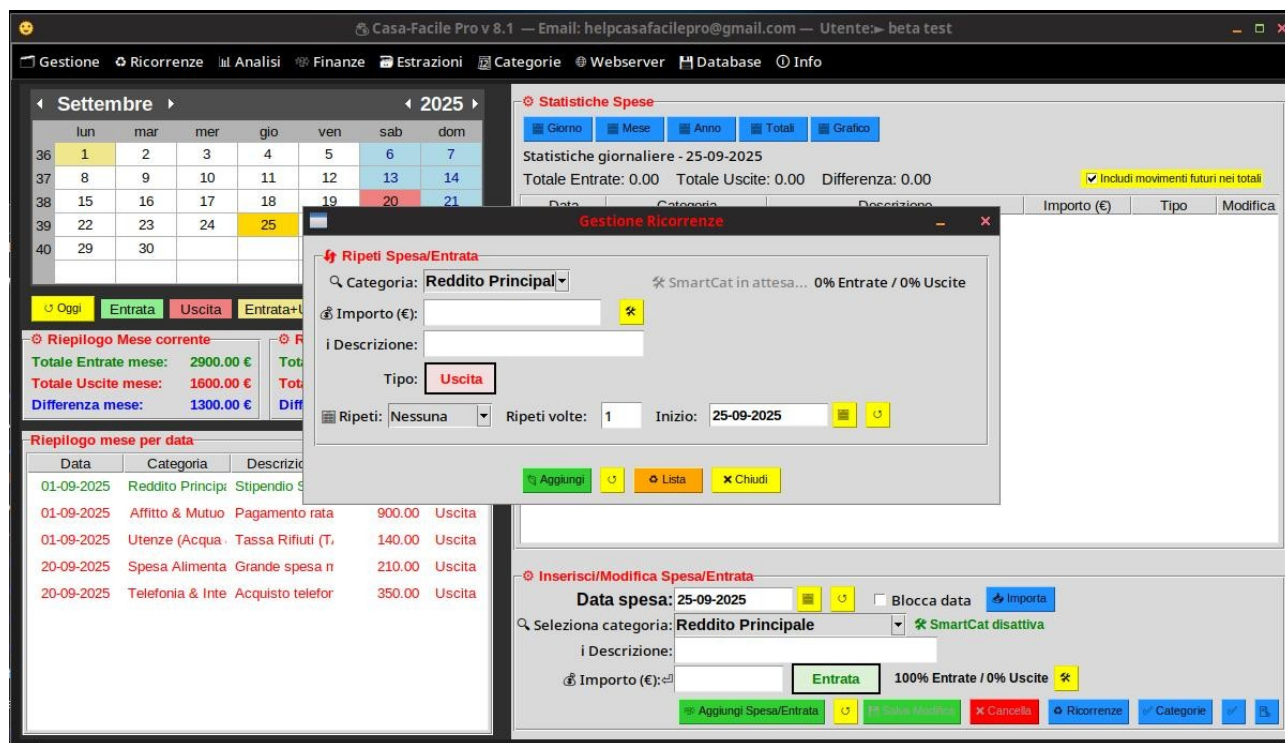 Casa-Facile Pro v 8.1 — Email: helpcasafacilepro@gmail.com — Utente:► beta test
Gestione Ricorrenze Analisi Finanze Estrazioni Categorie Webserver Database Info
Settembre 2025
lun mar mer gio ven sab dom
36 1 2 3 4 5 6 7
37 8 9 10 11 12 13 14
38 15 16 17 18 19 20 21
39 22 23 24 25
40 29 30
Oggi Entrata Uscita Entrata+U
Riepilogo Mese corrente
Totale Entrate mese: 2900.00 €
Totale Uscite mese: 1600.00 €
Differenza mese: 1300.00 €
R
Tot
Tot
Diff
Riepilogo mese per data
Data Categoria Descrizio
01-09-2025 Reddito Principa Stipendio S
01-09-2025 Affitto & Mutuo Pagamento rata 900.00 Uscita
01-09-2025 Utenze (Acqua Tassa Rifiuti (T 140.00 Uscita
20-09-2025 Spesa Alimenta Grande spesa 210.00 Uscita
20-09-2025 Telefonia & Inte Acquisto telefor 350.00 Uscita
Statistiche Spese
Giorno Mese Anno Totali Grafico
Statistiche giornaliere - 25-09-2025
Totale Entrate: 0.00 Totale Uscite: 0.00 Differenza: 0.00 Includi movimenti futuri nei totali
Data Categoria Descrizione Importo (€) Tipo Modifica
Gestione Ricorrenze
Ripeti Spesa/Entrata
Categoria: Reddito Principal SmartCat in attesa... 0% Entrate / 0% Uscite
Importo (€):
i Descrizione:
Tipo: Uscita
Ripeti: Nessuna Ripeti volte: 1 Inizio: 25-09-2025
Aggiungi Lista Chiudi
Inserisci/Modifica Spesa/Entrata
Data spesa: 25-09-2025 Blocca data Importa
Seleziona categoria: Reddito Principale SmartCat disattiva
i Descrizione:
Importo (€): Entrata 100% Entrate / 0% Uscite
Aggiungi Spesa/Entrata Salva Modifica Cancella Ricorrenze Categorie